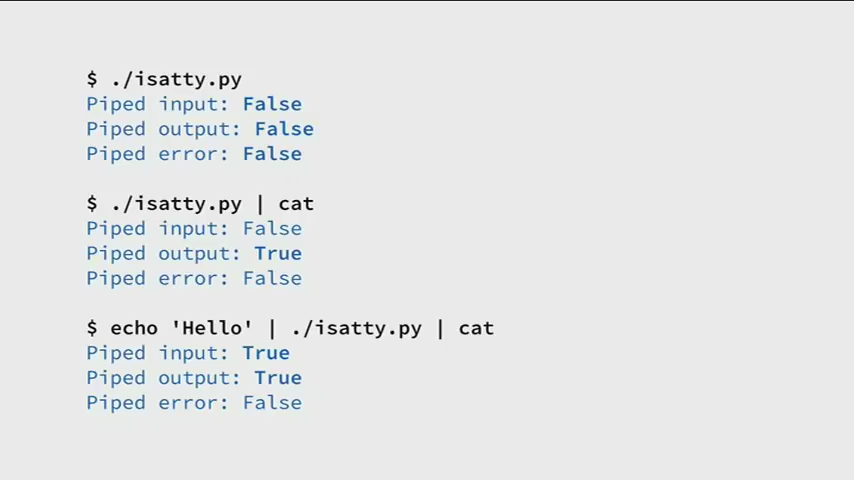 $ ./isatty.py
Piped input: False
Piped output: False
Piped error: False
$ ./isatty.py | cat
Piped input: False
Piped output: True
Piped error: False
$ echo 'Hello' | ./isatty.py | cat
Piped input: True
Piped output: True
Piped error: False